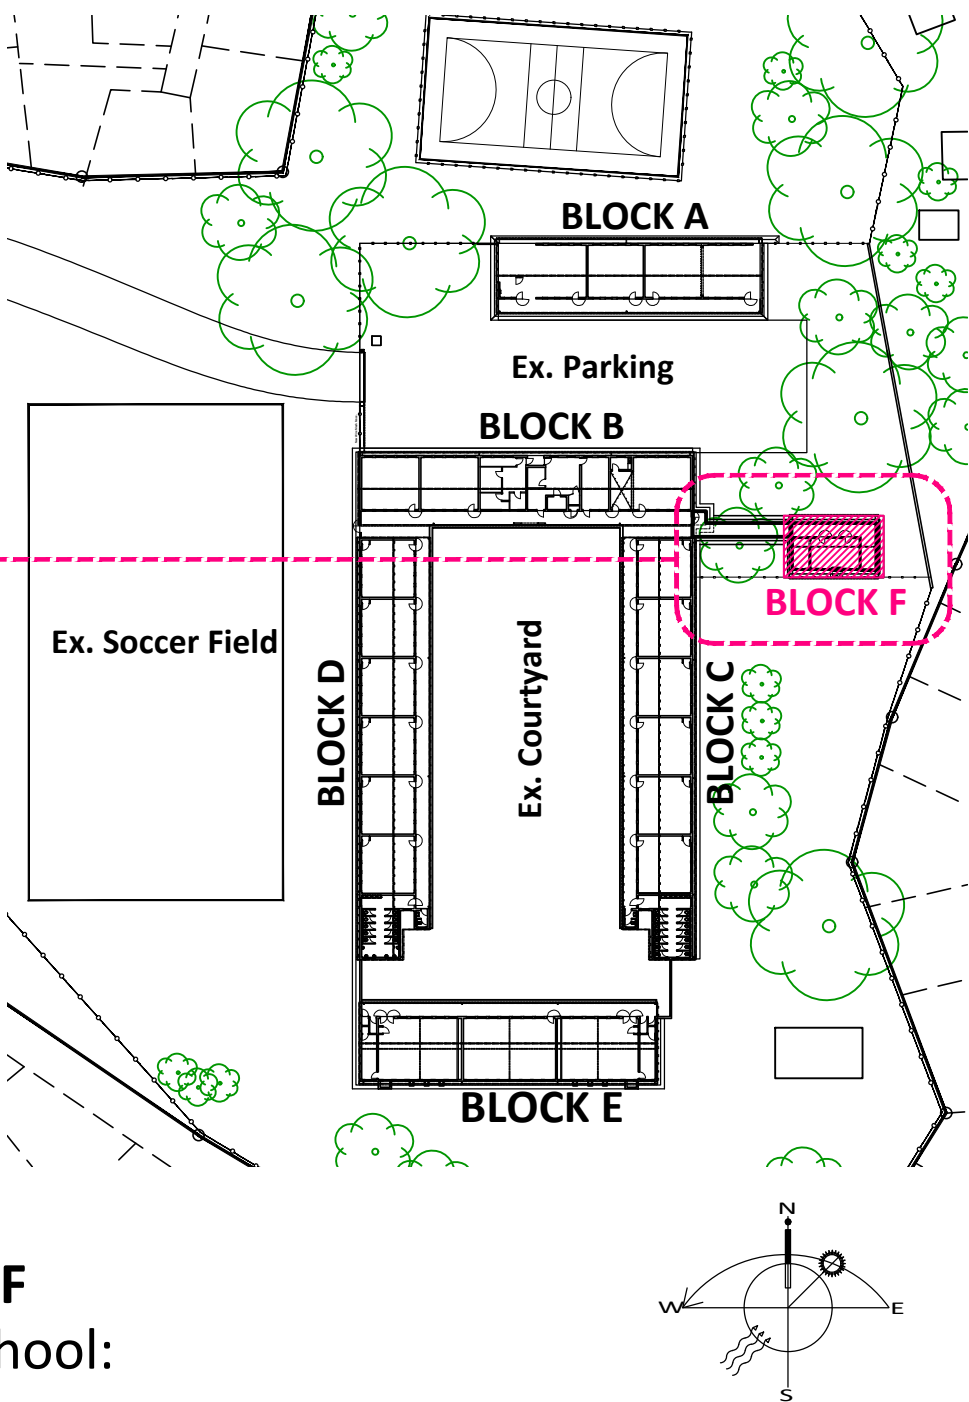 BLOCK A
Ex. Parking
BLOCK B
BLOCK F
Ex. Soccer Field
BLOCK D
Ex. Courtyard
BLOCK C
BLOCK E
N
W
E
S
F
hool: